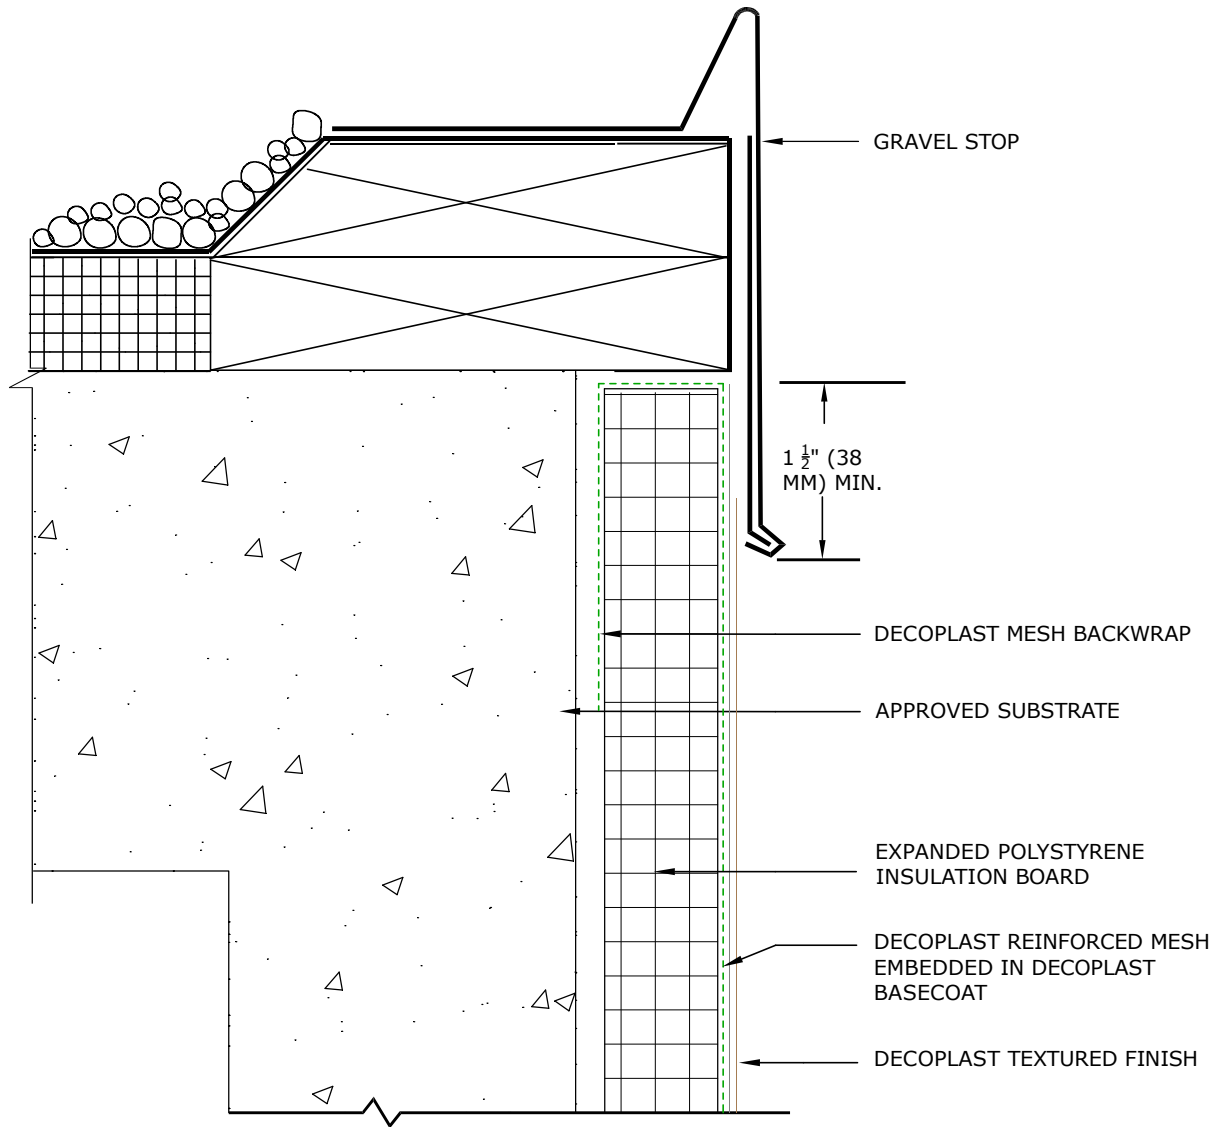 GRAVEL STOP
1 ½" (38
MM) MIN.
DECOPLAST MESH BACKWRAP
APPROVED SUBSTRATE
EXPANDED POLYSTYRENE
INSULATION BOARD
DECOPLAST REINFORCED MESH
EMBEDDED IN DECOPLAST
BASECOAT
DECOPLAST TEXTURED FINISH